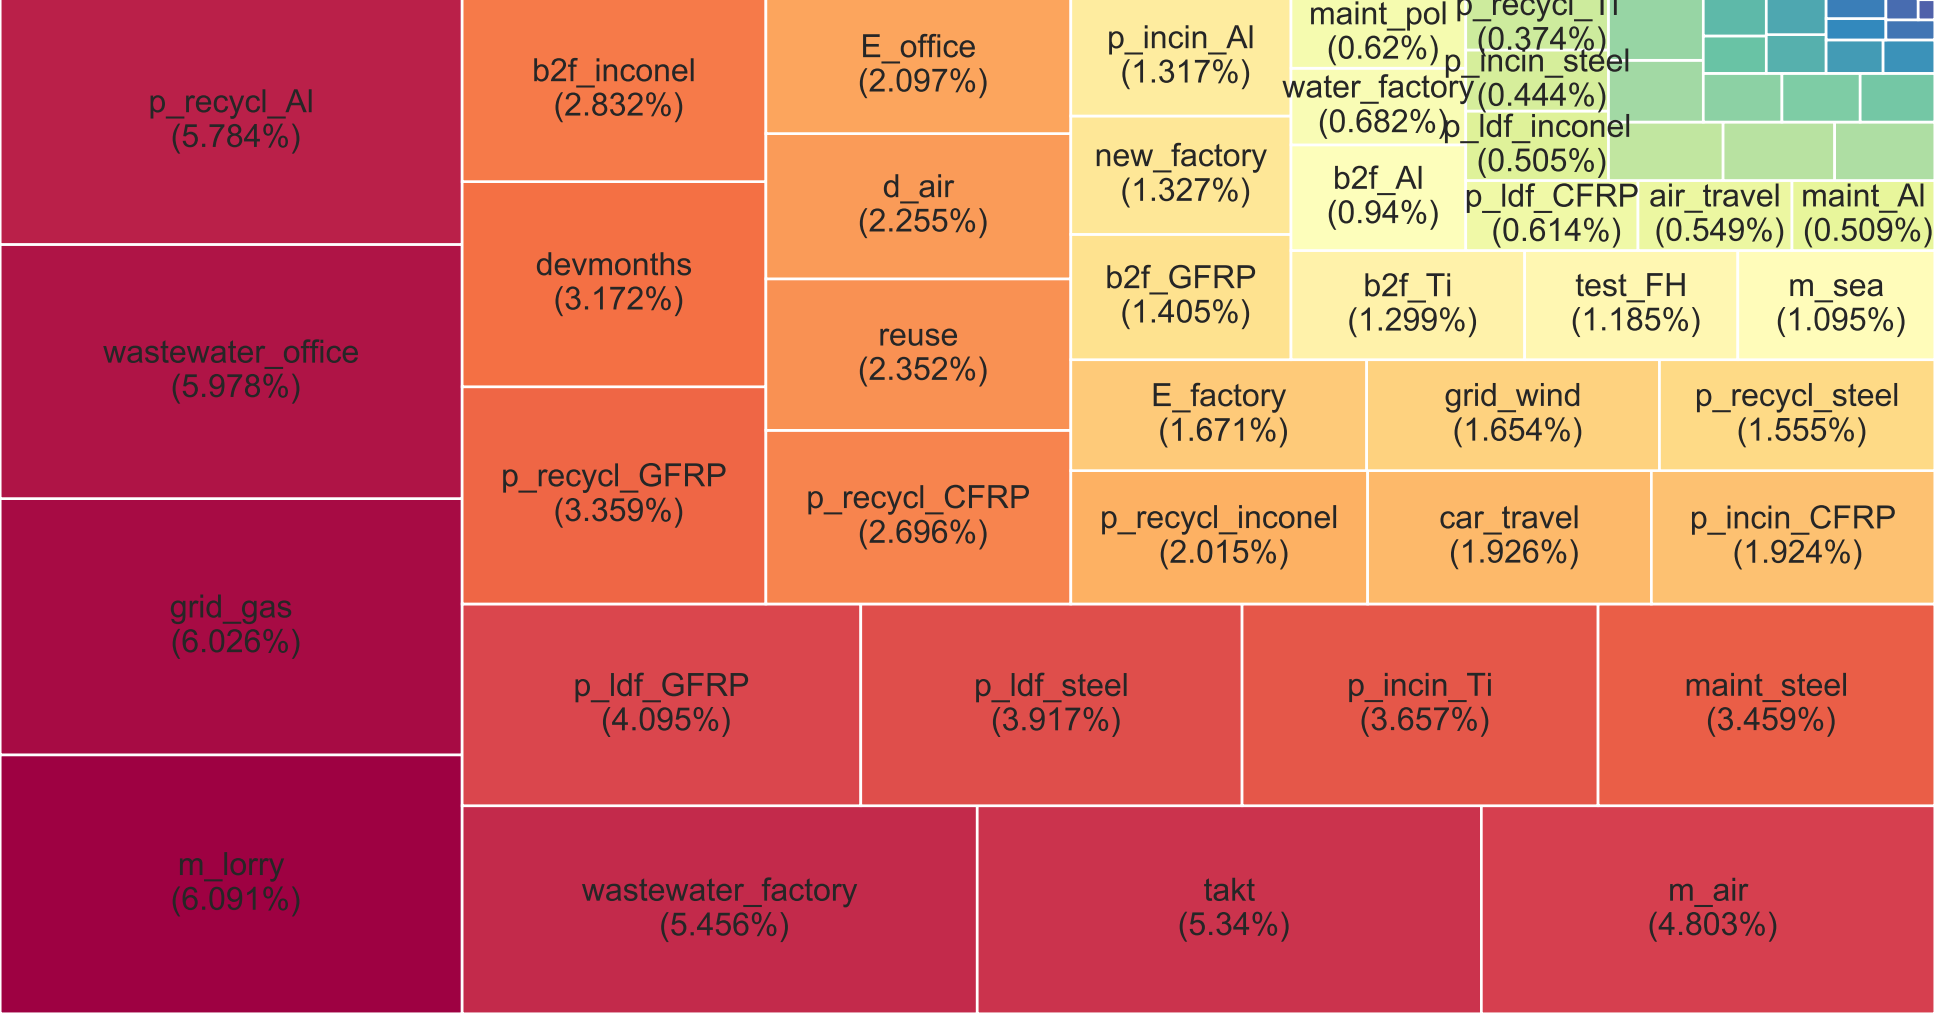 p_recycl_Al
(5.784%)
wastewater_office
(5.978%)
grid_gas
(6.026%)
m_lorry
(6.091%)
b2f_inconel
(2.832%)
devmonths
(3.172%)
p_recycl_GFRP
(3.359%)
E_office
(2.097%)
d_air
(2.255%)
reuse
(2.352%)
p_recycl_CFRP
(2.696%)
p_incin_Al
(1.317%)
new_factory
(1.327%)
b2f_GFRP
(1.405%)
maint_pol
(0.62%)
water_factory
(0.682%)
b2f_Al
(0.94%)
p_recycl_Ti
(0.374%)
p_incin_steel
(0.444%)
p_ldf_inconel
(0.505%)
p_ldf_CFRP
(0.614%)
air_travel
(0.549%)
maint_Al
(0.509%)
b2f_Ti
(1.299%)
test_FH
(1.185%)
m_sea
(1.095%)
E_factory
(1.671%)
grid_wind
(1.654%)
p_recycl_steel
(1.555%)
p_recycl_inconel
(2.015%)
car_travel
(1.926%)
p_incin_CFRP
(1.924%)
p_ldf_GFRP
(4.095%)
p_ldf_steel
(3.917%)
p_incin_Ti
(3.657%)
maint_steel
(3.459%)
wastewater_factory
(5.456%)
takt
(5.34%)
m_air
(4.803%)